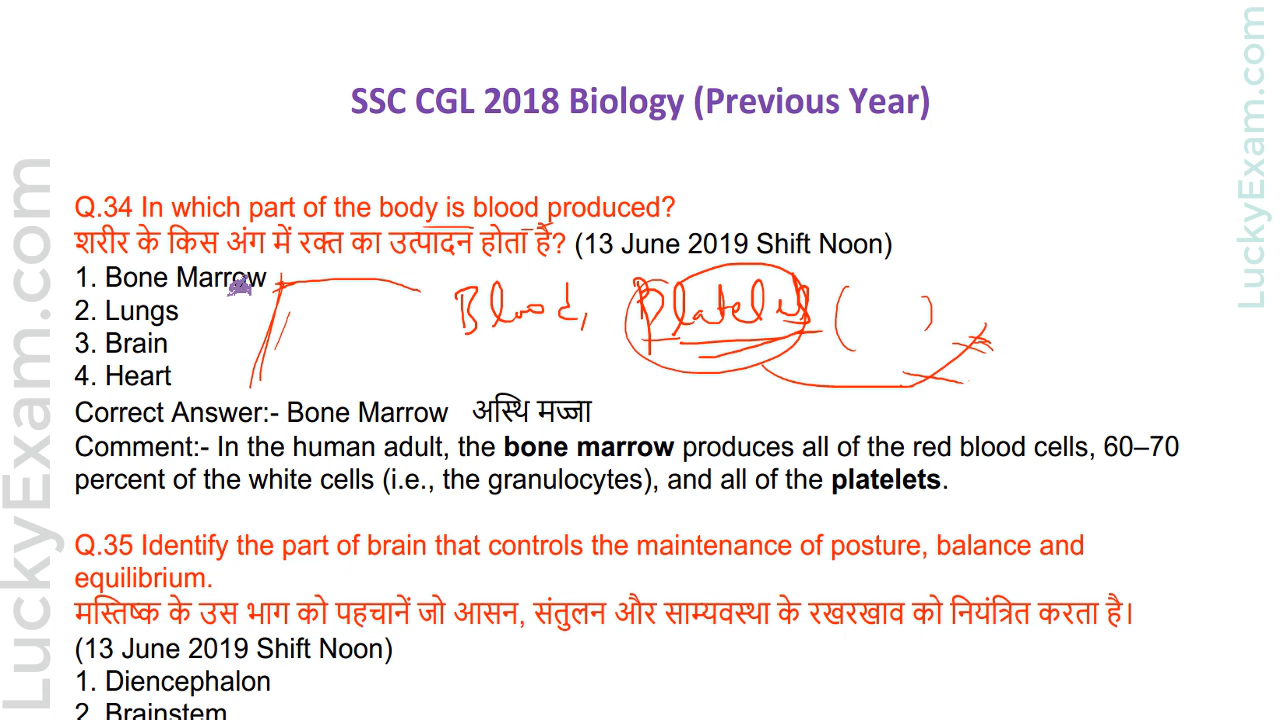 SSC CGL 2018 Biology (Previous Year)
Q.34 In which part of the body is blood produced?
शरीर के किस अंग में रक्त का उत्पादन होता है? (13 June 2019 Shift Noon)
1. Bone Marrow
2. Lungs
3. Brain
4. Heart
Blood, Platelets ( )
Correct Answer:- Bone Marrow अस्थि मज्जा
Comment:- In the human adult, the bone marrow produces all of the red blood cells, 60–70
percent of the white cells (i.e., the granulocytes), and all of the platelets.
Q.35 Identify the part of brain that controls the maintenance of posture, balance and
equilibrium.
मस्तिष्क के उस भाग को पहचानें जो आसन, संतुलन और साम्यवस्था के रखरखाव को नियंत्रित करता है।
(13 June 2019 Shift Noon)
1. Diencephalon
2. Brainstem
LuckyExam.com
LuckyExam.com